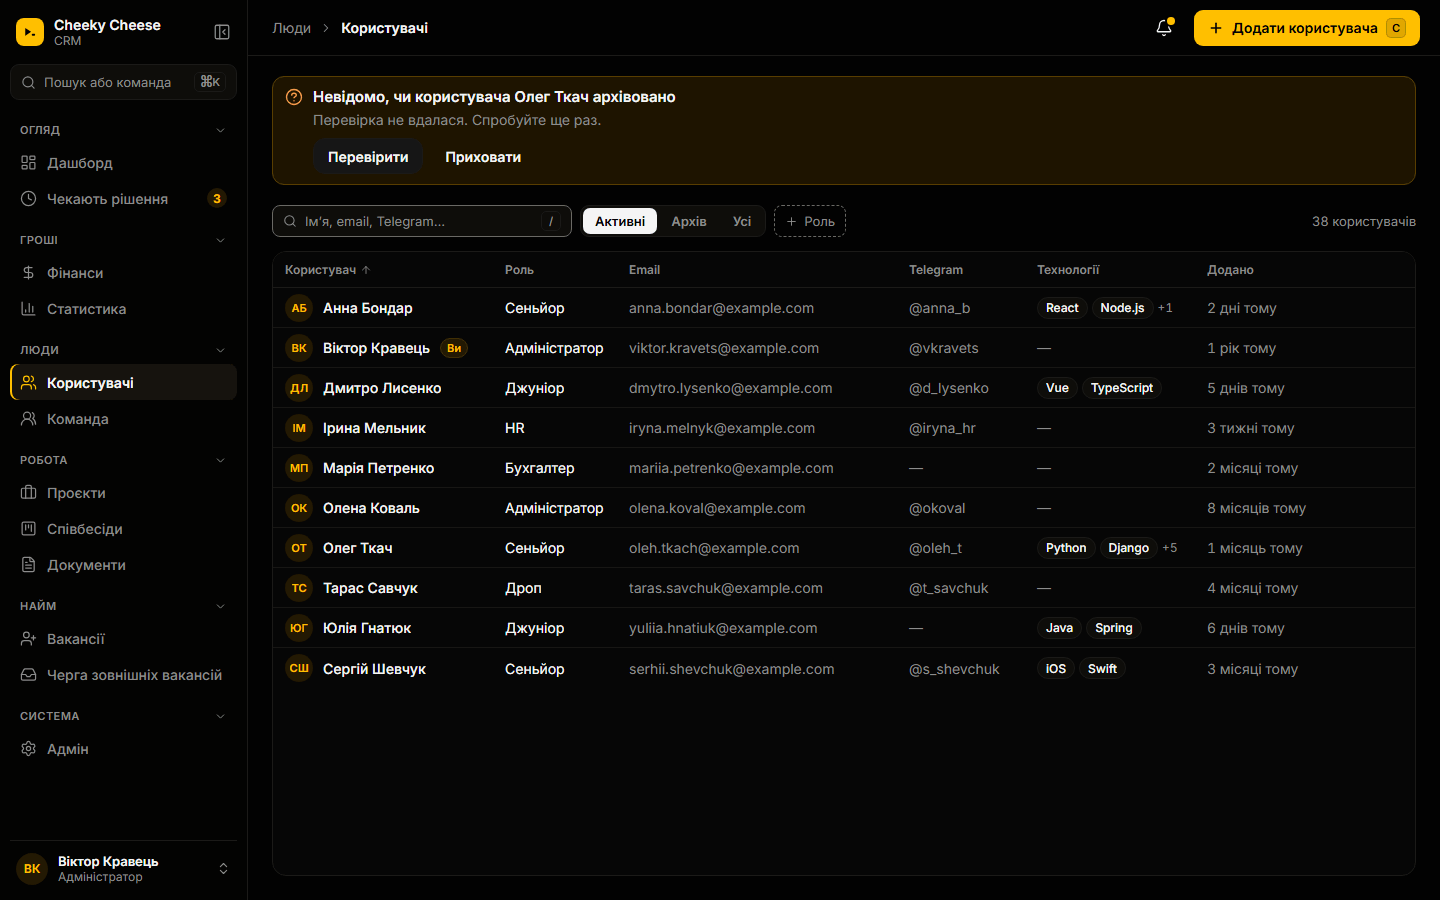 Cheeky Cheese
CRM
Пошук або команда ⌘K
ОГЛЯД
Дашборд
Чекають рішення 3
ГРОШІ
Фінанси
Статистика
ЛЮДИ
Користувачі
Команда
РОБОТА
Проєкти
Співбесіди
Документи
НАЙМ
Вакансії
Черга зовнішніх вакансій
СИСТЕМА
Адмін
ВК Віктор Кравець
Адміністратор
Люди > Користувачі
+ Додати користувача C
Невідомо, чи користувача Олег Ткач архівовано
Перевірка не вдалася. Спробуйте ще раз.
Перевірити Приховати
Ім'я, email, Telegram... / Активні Архів Усі + Роль 38 користувачів
Користувач ↑ Роль Email Telegram Технології Додано
АБ Анна Бондар Сеньйор anna.bondar@example.com @anna_b React Node.js +1 2 дні тому
ВК Віктор Кравець Ви Адміністратор viktor.kravets@example.com @vkravets — 1 рік тому
ДЛ Дмитро Лисенко Джуніор dmytro.lysenko@example.com @d_lysenko Vue TypeScript 5 днів тому
ІМ Ірина Мельник HR iryna.melnyk@example.com @iryna_hr — 3 тижні тому
МП Марія Петренко Бухгалтер mariia.petrenko@example.com — — 2 місяці тому
ОК Олена Коваль Адміністратор olena.koval@example.com @okoval — 8 місяців тому
ОТ Олег Ткач Сеньйор oleh.tkach@example.com @oleh_t Python Django +5 1 місяць тому
ТС Тарас Савчук Дроп taras.savchuk@example.com @t_savchuk — 4 місяці тому
ЮГ Юлія Гнатюк Джуніор yuliia.hnatiuk@example.com — Java Spring 6 днів тому
СШ Сергій Шевчук Сеньйор serhii.shevchuk@example.com @s_shevchuk iOS Swift 3 місяці тому